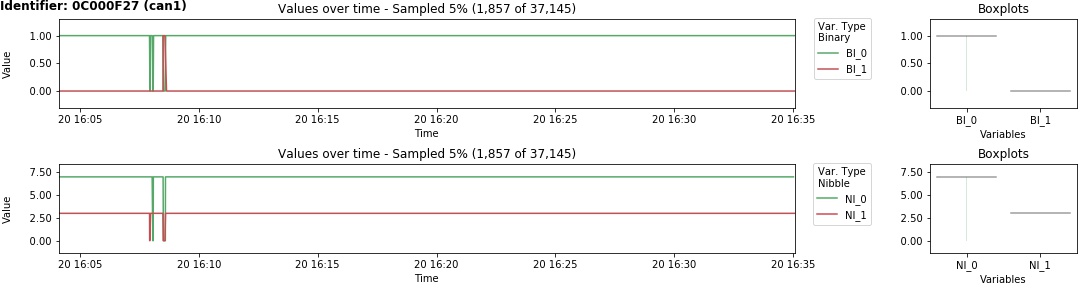 Identifier: 0C000F27 (can1)
Values over time - Sampled 5% (1,857 of 37,145)
Value
1.00
0.50
0.00
20 16:05 20 16:10 20 16:15 20 16:20 20 16:25 20 16:30 20 16:35
Time
Var. Type
Binary
BI_0
BI_1
Boxplots
1.00
0.50
0.00
BI_0 BI_1
Variables
Values over time - Sampled 5% (1,857 of 37,145)
Value
7.50
5.00
2.50
0.00
20 16:05 20 16:10 20 16:15 20 16:20 20 16:25 20 16:30 20 16:35
Time
Var. Type
Nibble
NI_0
NI_1
Boxplots
7.50
5.00
2.50
0.00
NI_0 NI_1
Variables